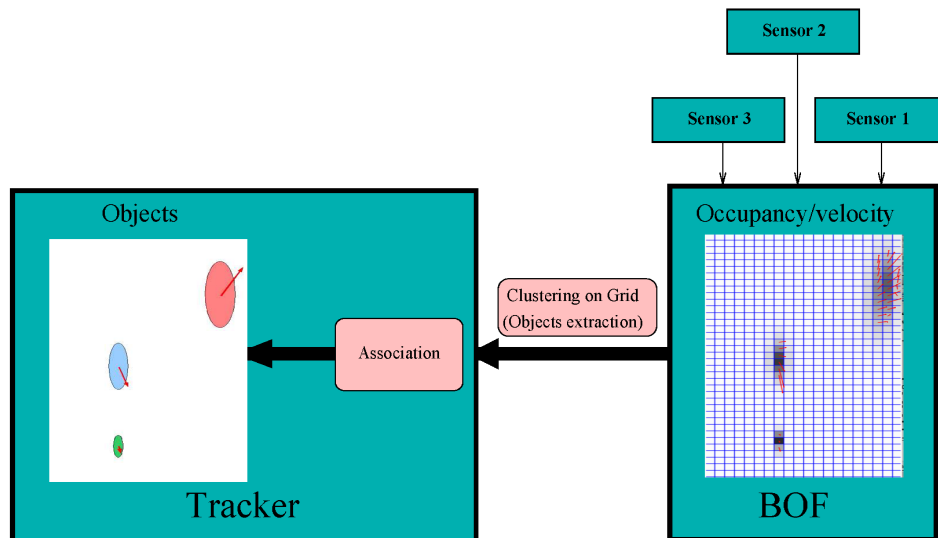 Sensor 2
Sensor 3
Sensor 1
Objects
Occupancy/velocity
Clustering on Grid
(Objects extraction)
Association
Tracker
BOF